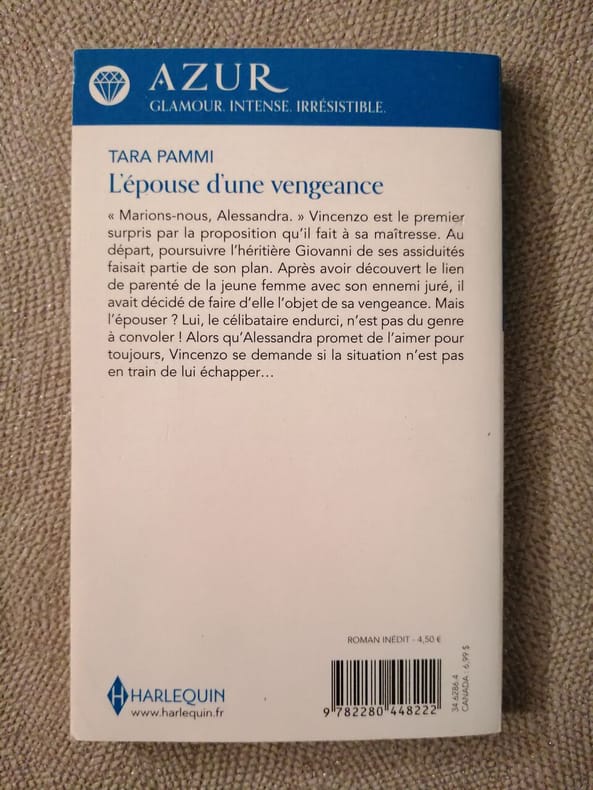 AZUR
GLAMOUR. INTENSE. IRRÉSISTIBLE.
TARA PAMMI
L'épouse d'une vengeance
« Marions-nous, Alessandra. » Vincenzo est le premier
surpris par la proposition qu'il fait à sa maîtresse. Au
départ, poursuivre l'héritière Giovanni de ses assiduités
faisait partie de son plan. Après avoir découvert le lien
de parenté de la jeune femme avec son ennemi juré, il
avait décidé de faire d'elle l'objet de sa vengeance. Mais
l'épouser ? Lui, le célibataire endurci, n'est pas du genre
à convoler ! Alors qu'Alessandra promet de l'aimer pour
toujours, Vincenzo se demande si la situation n'est pas
en train de lui échapper…
ROMAN INÉDIT - 4,50 €
34.6286.4
CANADA : 6,99 $
H HARLEQUIN
www.harlequin.fr
9 782280 448222